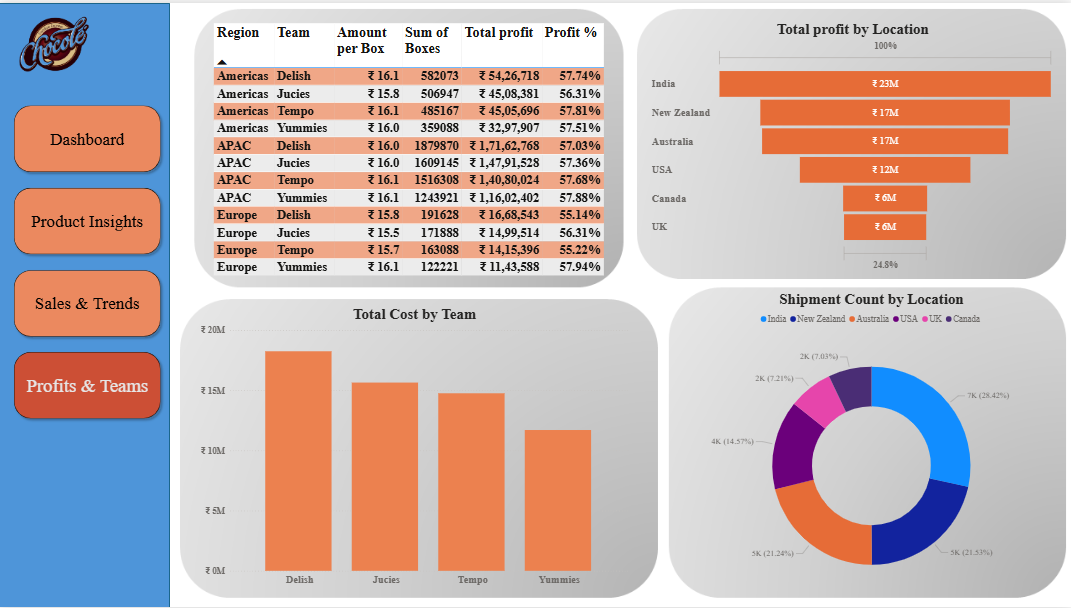 Chocolé
Dashboard
Product Insights
Sales & Trends
Profits & Teams
Region Team Amount per Box Sum of Boxes Total profit Profit %
Americas Delish ₹ 16.1 582073 ₹ 54,26,718 57.74%
Americas Jucies ₹ 15.8 506947 ₹ 45,08,381 56.31%
Americas Tempo ₹ 16.1 485167 ₹ 45,05,696 57.81%
Americas Yummies ₹ 16.0 359088 ₹ 32,97,907 57.51%
APAC Delish ₹ 16.0 1879870 ₹ 1,71,62,768 57.03%
APAC Jucies ₹ 16.0 1609145 ₹ 1,47,91,528 57.36%
APAC Tempo ₹ 16.1 1516308 ₹ 1,40,80,024 57.68%
APAC Yummies ₹ 16.1 1243921 ₹ 1,16,02,402 57.88%
Europe Delish ₹ 15.8 191628 ₹ 16,68,543 55.14%
Europe Jucies ₹ 15.5 171888 ₹ 14,99,514 56.31%
Europe Tempo ₹ 15.7 163088 ₹ 14,15,396 55.22%
Europe Yummies ₹ 16.1 122221 ₹ 11,43,588 57.94%
Total profit by Location
100%
India ₹ 23M
New Zealand ₹ 17M
Australia ₹ 17M
USA ₹ 12M
Canada ₹ 6M
UK ₹ 6M
24.8%
Total Cost by Team
₹ 20M
₹ 15M
₹ 10M
₹ 5M
₹ 0M
Delish Jucies Tempo Yummies
Shipment Count by Location
India New Zealand Australia USA UK Canada
2K (7.03%)
2K (7.21%)
7K (28.42%)
4K (14.57%)
5K (21.24%)
5K (21.53%)